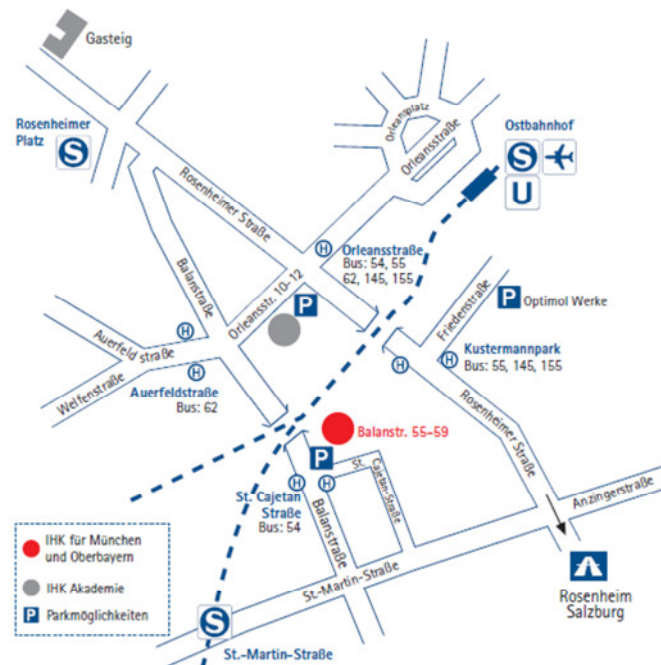 Gasteig
Rosenheimer
Platz
S
Rosenheimer Straße
Orleansplatz
Orleansstraße
Ostbahnhof
S
U
H
Orleansstraße
Bus: 54, 55
62, 145, 155
Balanstraße
Orleansstr. 10-12
P
Friedenstraße
P Optimol Werke
H
Auerfeld straße
Welfenstraße
H
Auerfeldstraße
Bus: 62
H
H
Kustermannpark
Bus: 55, 145, 155
Rosenheimer Straße
Balanstr. 55-59
P
St.
Cajetan-Straße
H
H
St. Cajetan
Straße
Bus: 54
Balanstraße
Anzingerstraße
St.-Martin-Straße
Rosenheim
Salzburg
S
St.-Martin-Straße
IHK für München
und Oberbayern
IHK Akademie
P Parkmöglichkeiten